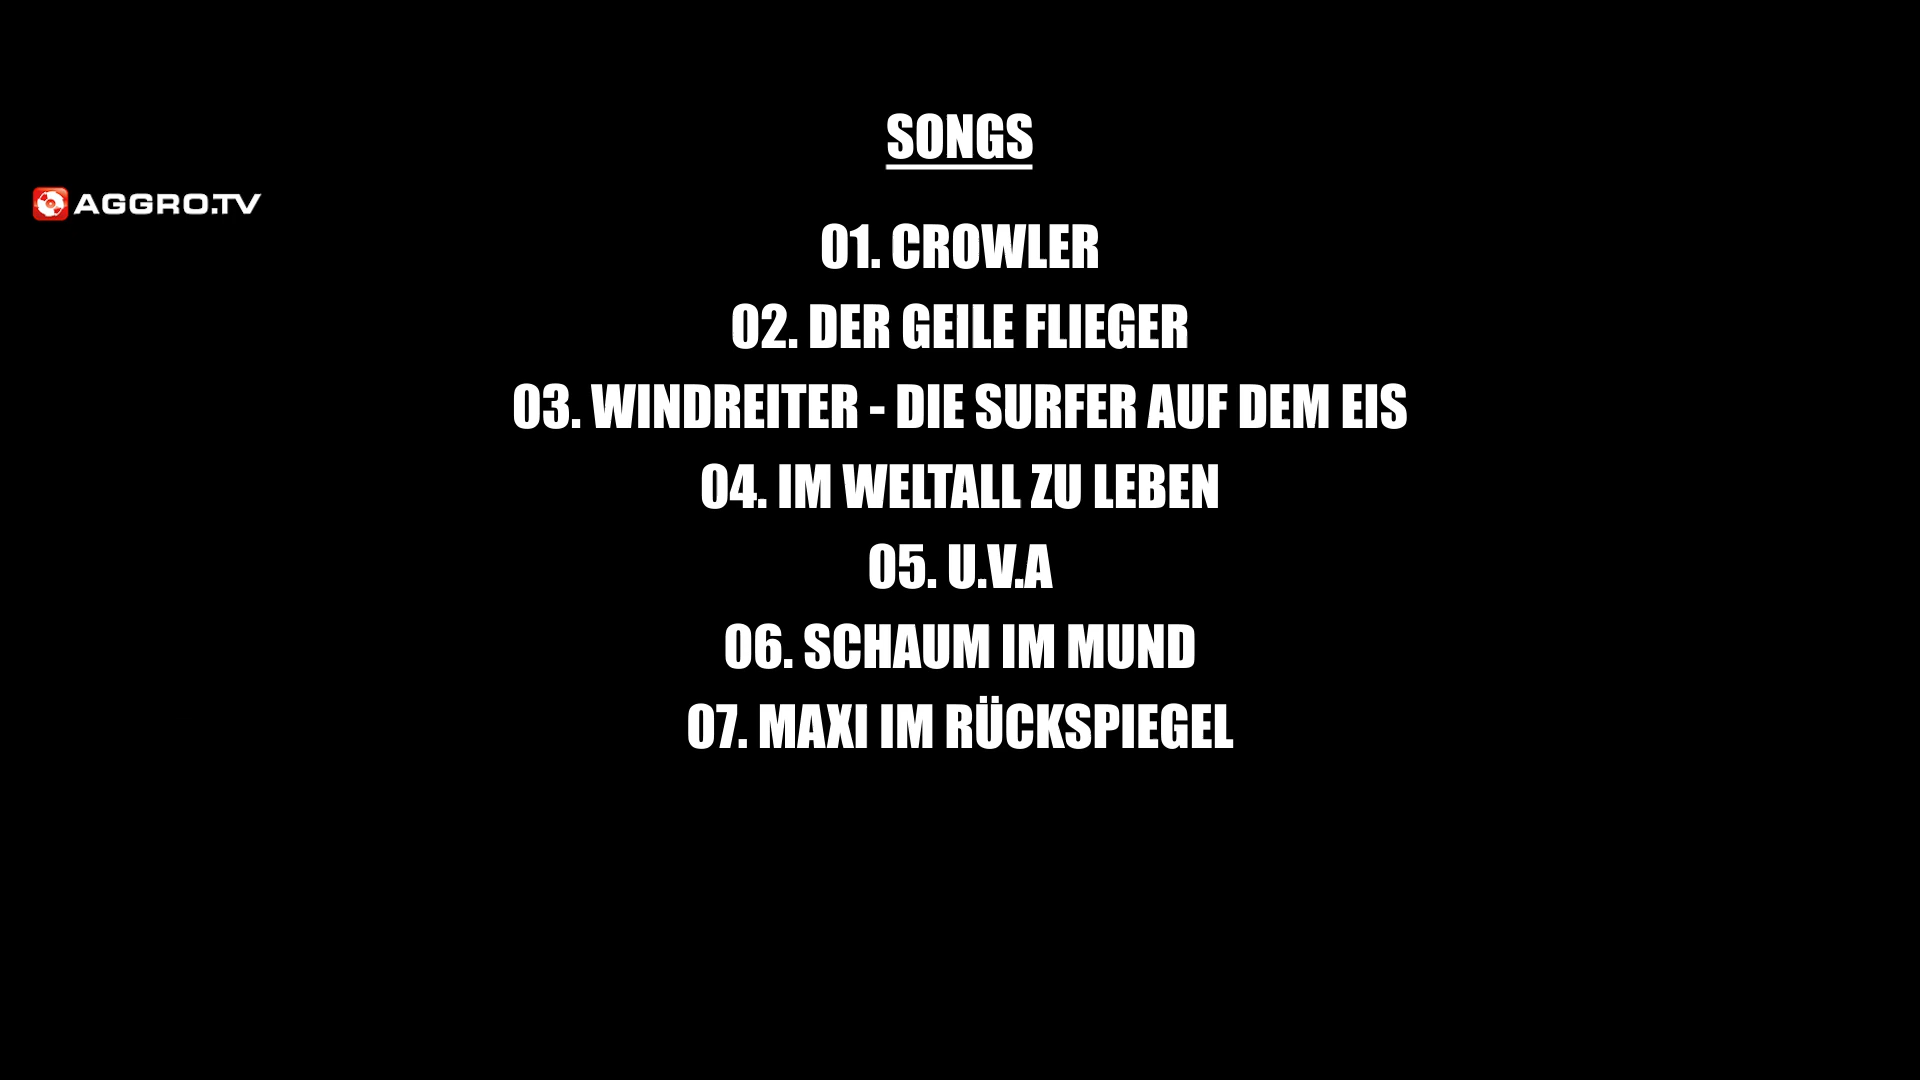 SONGS
AGGRO.TV
01. CROWLER
02. DER GEILE FLIEGER
03. WINDREITER - DIE SURFER AUF DEM EIS
04. IM WELTALL ZU LEBEN
05. U.V.A
06. SCHAUM IM MUND
07. MAXI IM RÜCKSPIEGEL